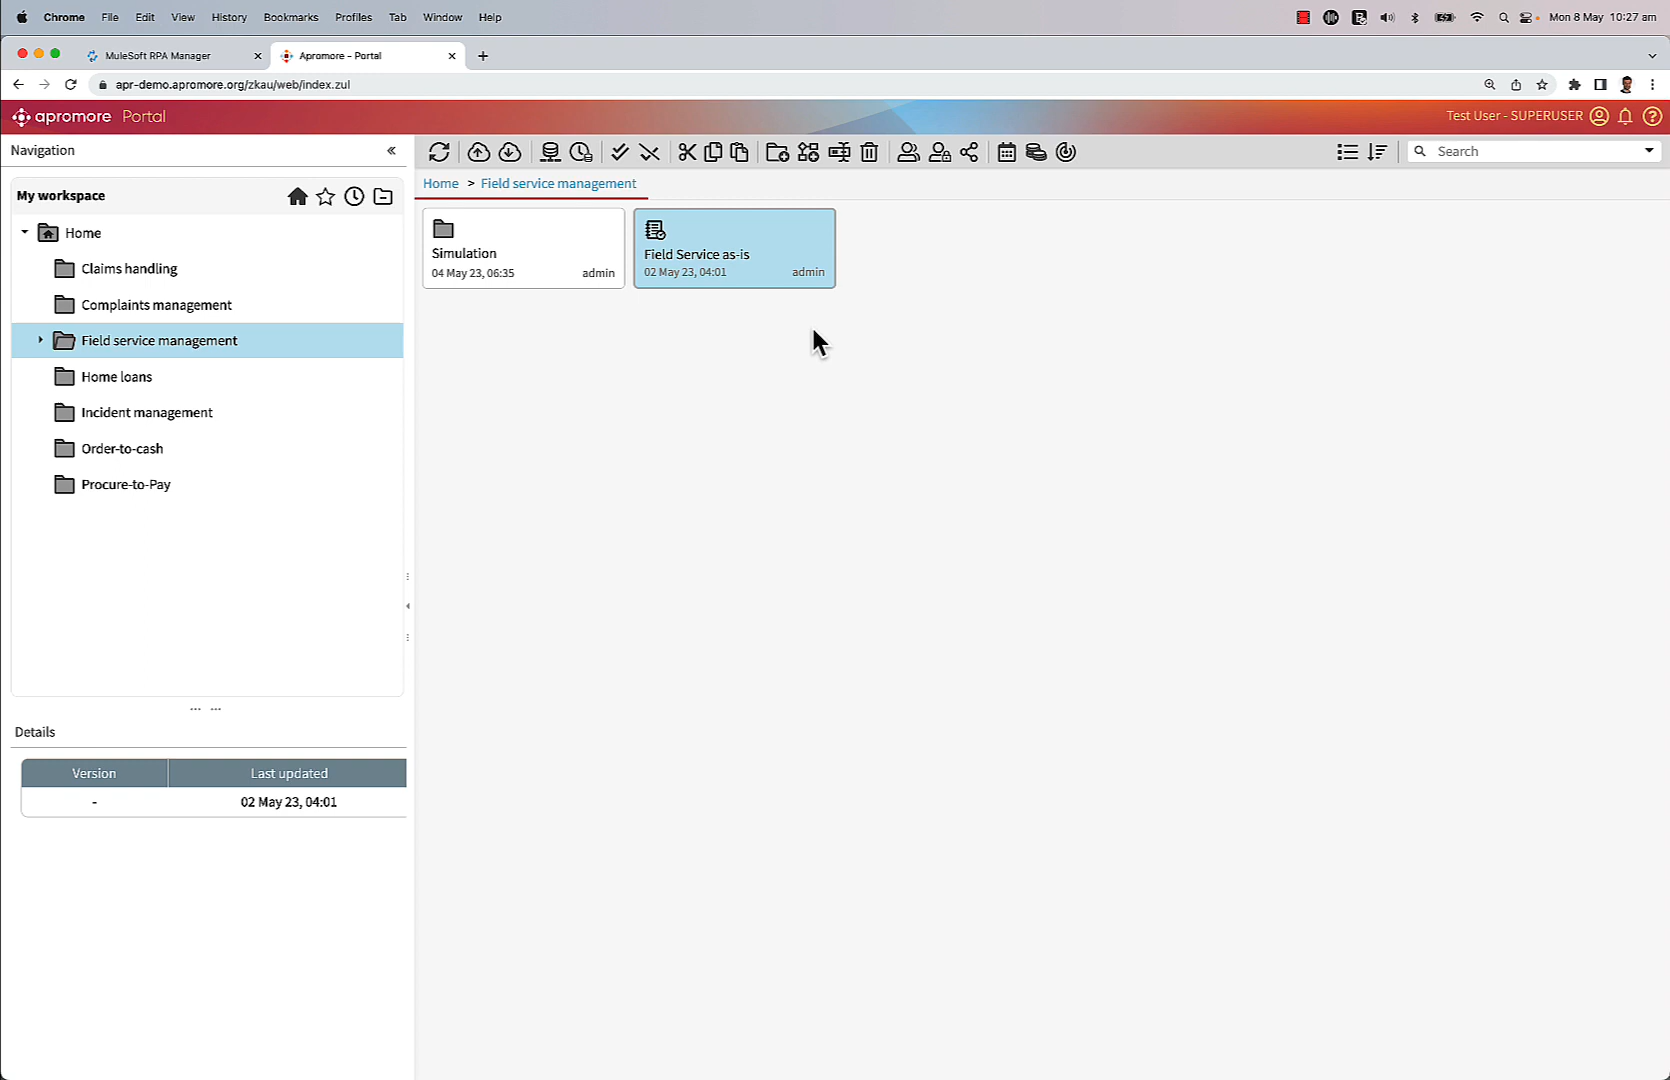 Chrome File Edit View History Bookmarks Profiles Tab Window Help Mon 8 May 10:27 am
MuleSoft RPA Manager Apromore - Portal
apr-demo.apromore.org/zkau/web/index.zul
apromore Portal Test User - SUPERUSER
Navigation
Search
My workspace
Home > Field service management
Home
Claims handling
Complaints management
Field service management
Home loans
Incident management
Order-to-cash
Procure-to-Pay
Simulation
04 May 23, 06:35 admin
Field Service as-is
02 May 23, 04:01 admin
Details
Version Last updated
- 02 May 23, 04:01